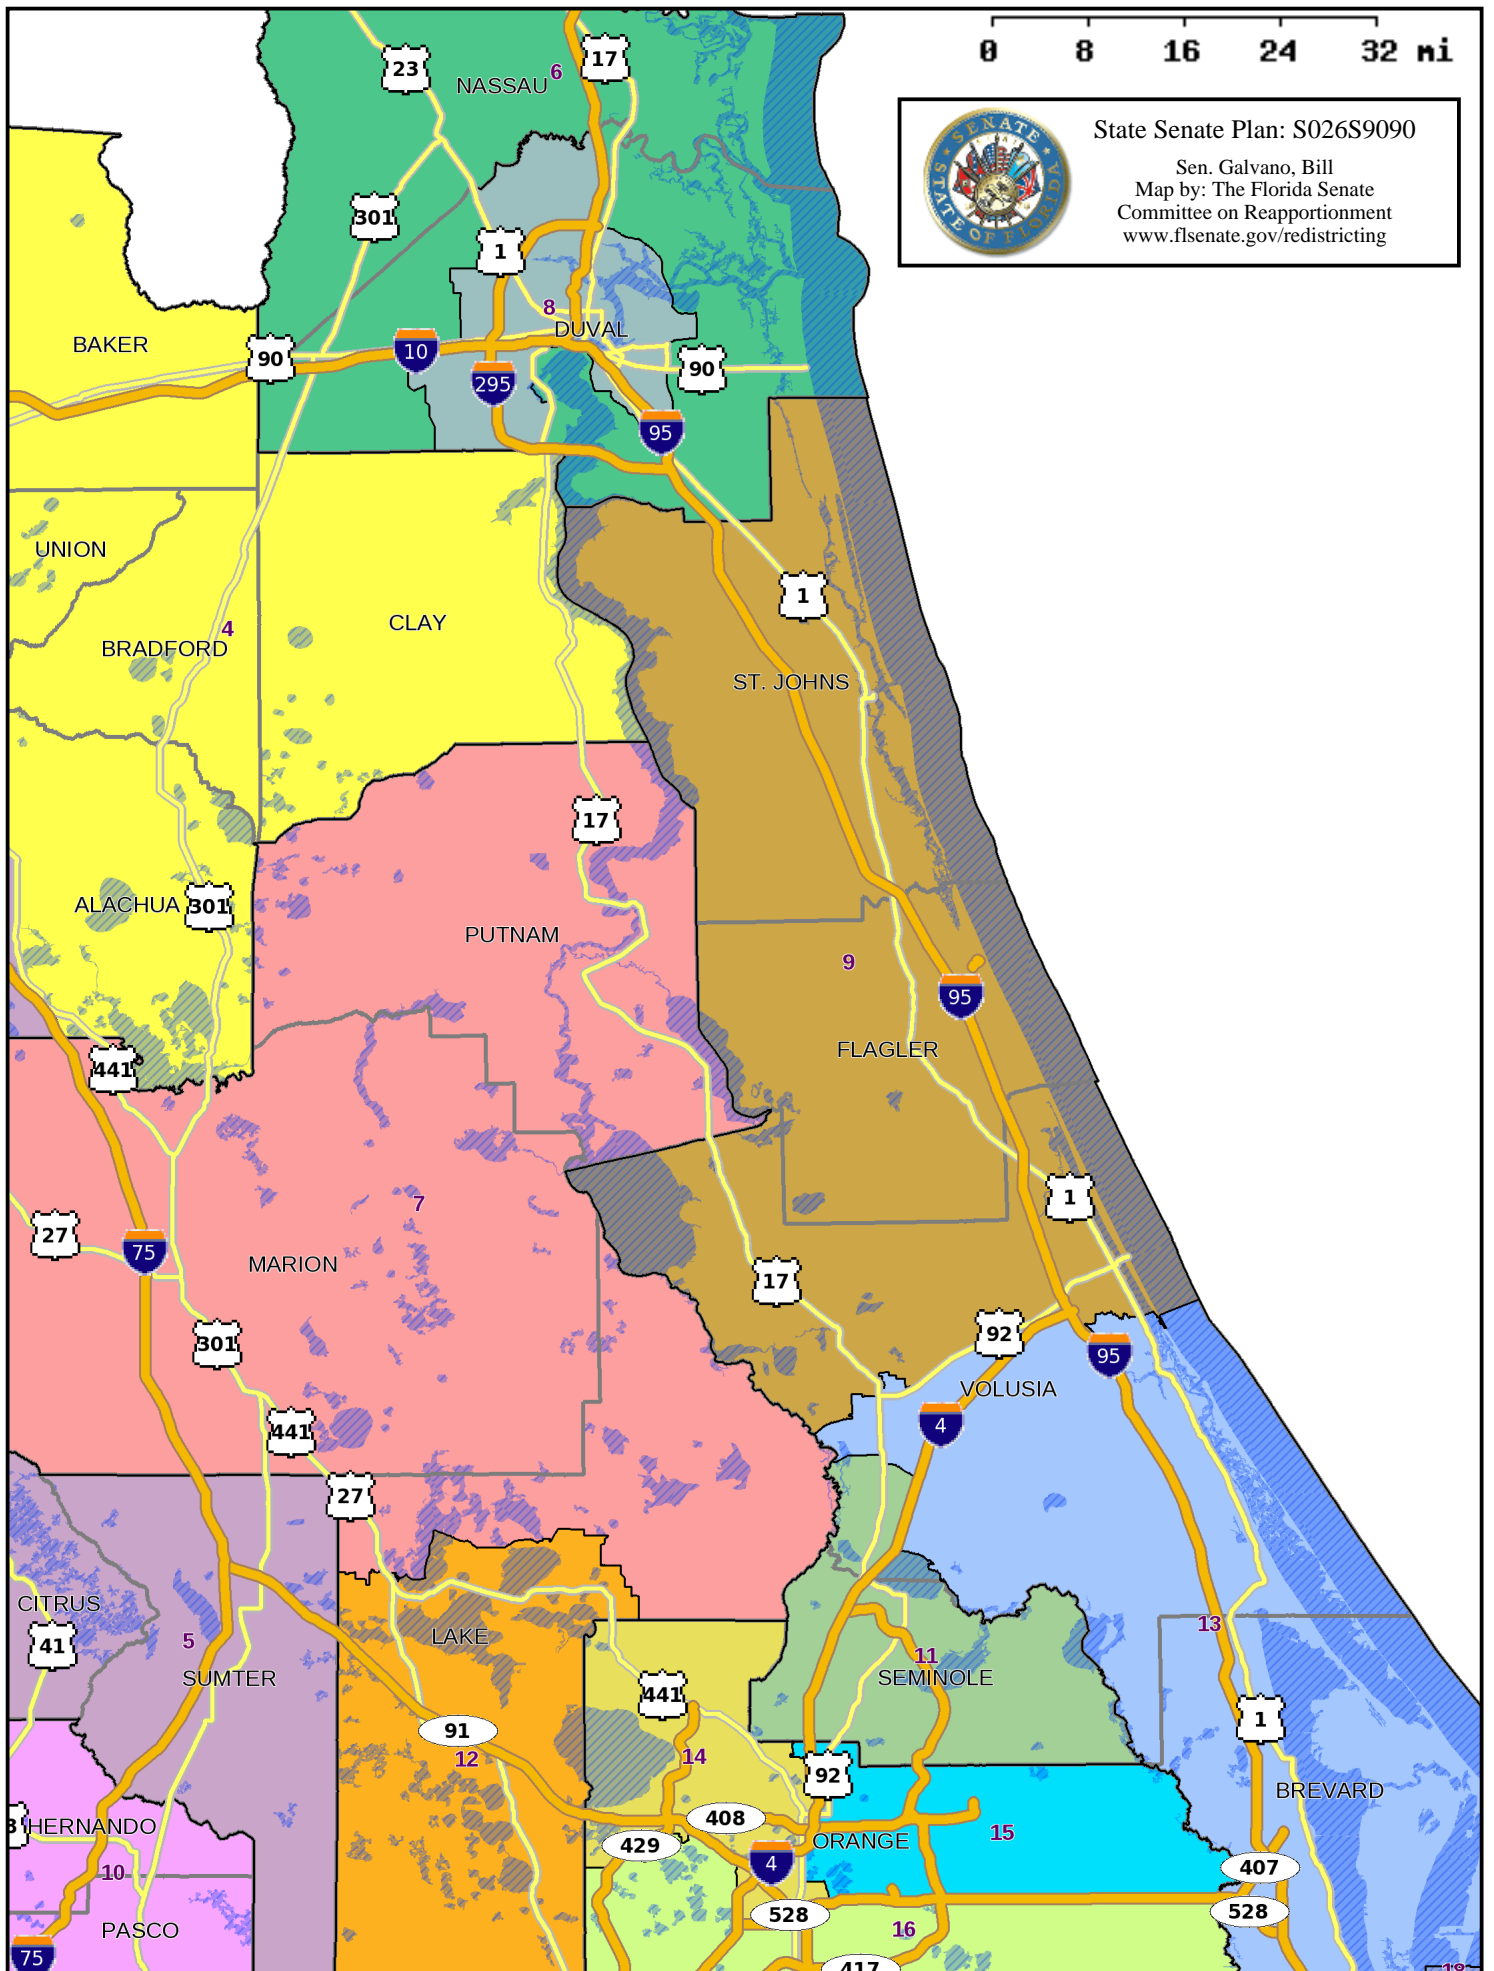 0 8 16 24 32 mi
State Senate Plan: S026S9090
Sen. Galvano, Bill
Map by: The Florida Senate
Committee on Reapportionment
www.flsenate.gov/redistricting
SENATE
STATE OF FLORIDA
23
17
NASSAU
6
301
1
8
DUVAL
BAKER
90
10
295
90
95
UNION
1
CLAY
4
BRADFORD
ST. JOHNS
17
ALACHUA
301
PUTNAM
9
95
FLAGLER
441
7
1
27
75
MARION
17
301
92
95
VOLUSIA
4
441
27
CITRUS
41
5
LAKE
13
11
SUMTER
SEMINOLE
441
91
12
14
1
92
BREVARD
HERNANDO
408
ORANGE
15
429
4
407
10
528
528
PASCO
16
75
417
18